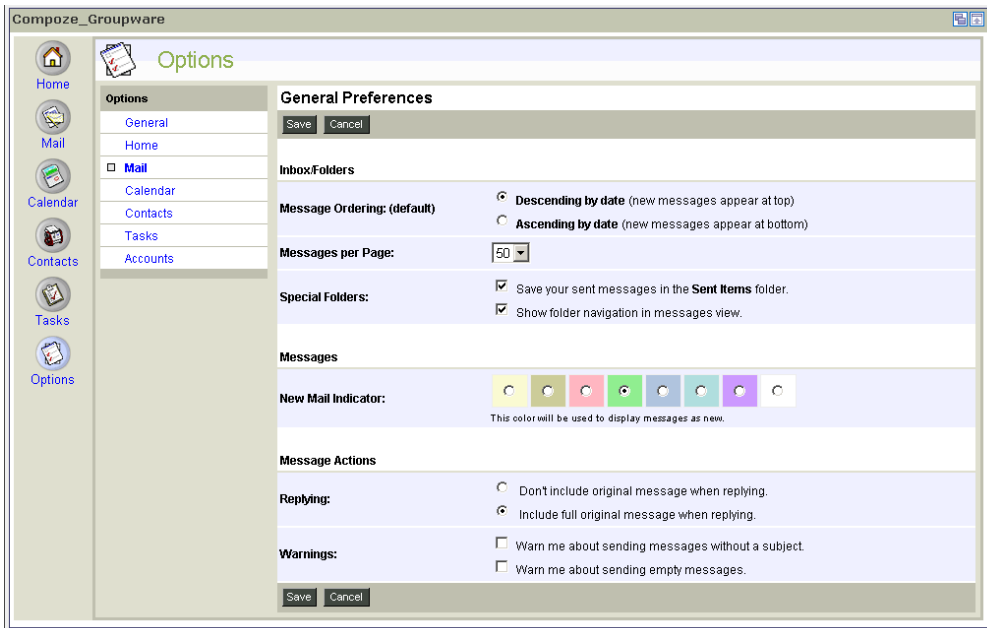 Compoze_Groupware
Home
Mail
Calendar
Contacts
Tasks
Options
Options
Options
General
Home
Mail
Calendar
Contacts
Tasks
Accounts
General Preferences
Save Cancel
Inbox/Folders
Message Ordering: (default)
Descending by date (new messages appear at top)
Ascending by date (new messages appear at bottom)
Messages per Page:
50
Special Folders:
Save your sent messages in the Sent Items folder.
Show folder navigation in messages view.
Messages
New Mail Indicator:
This color will be used to display messages as new.
Message Actions
Replying:
Don't include original message when replying.
Include full original message when replying.
Warnings:
Warn me about sending messages without a subject.
Warn me about sending empty messages.
Save Cancel